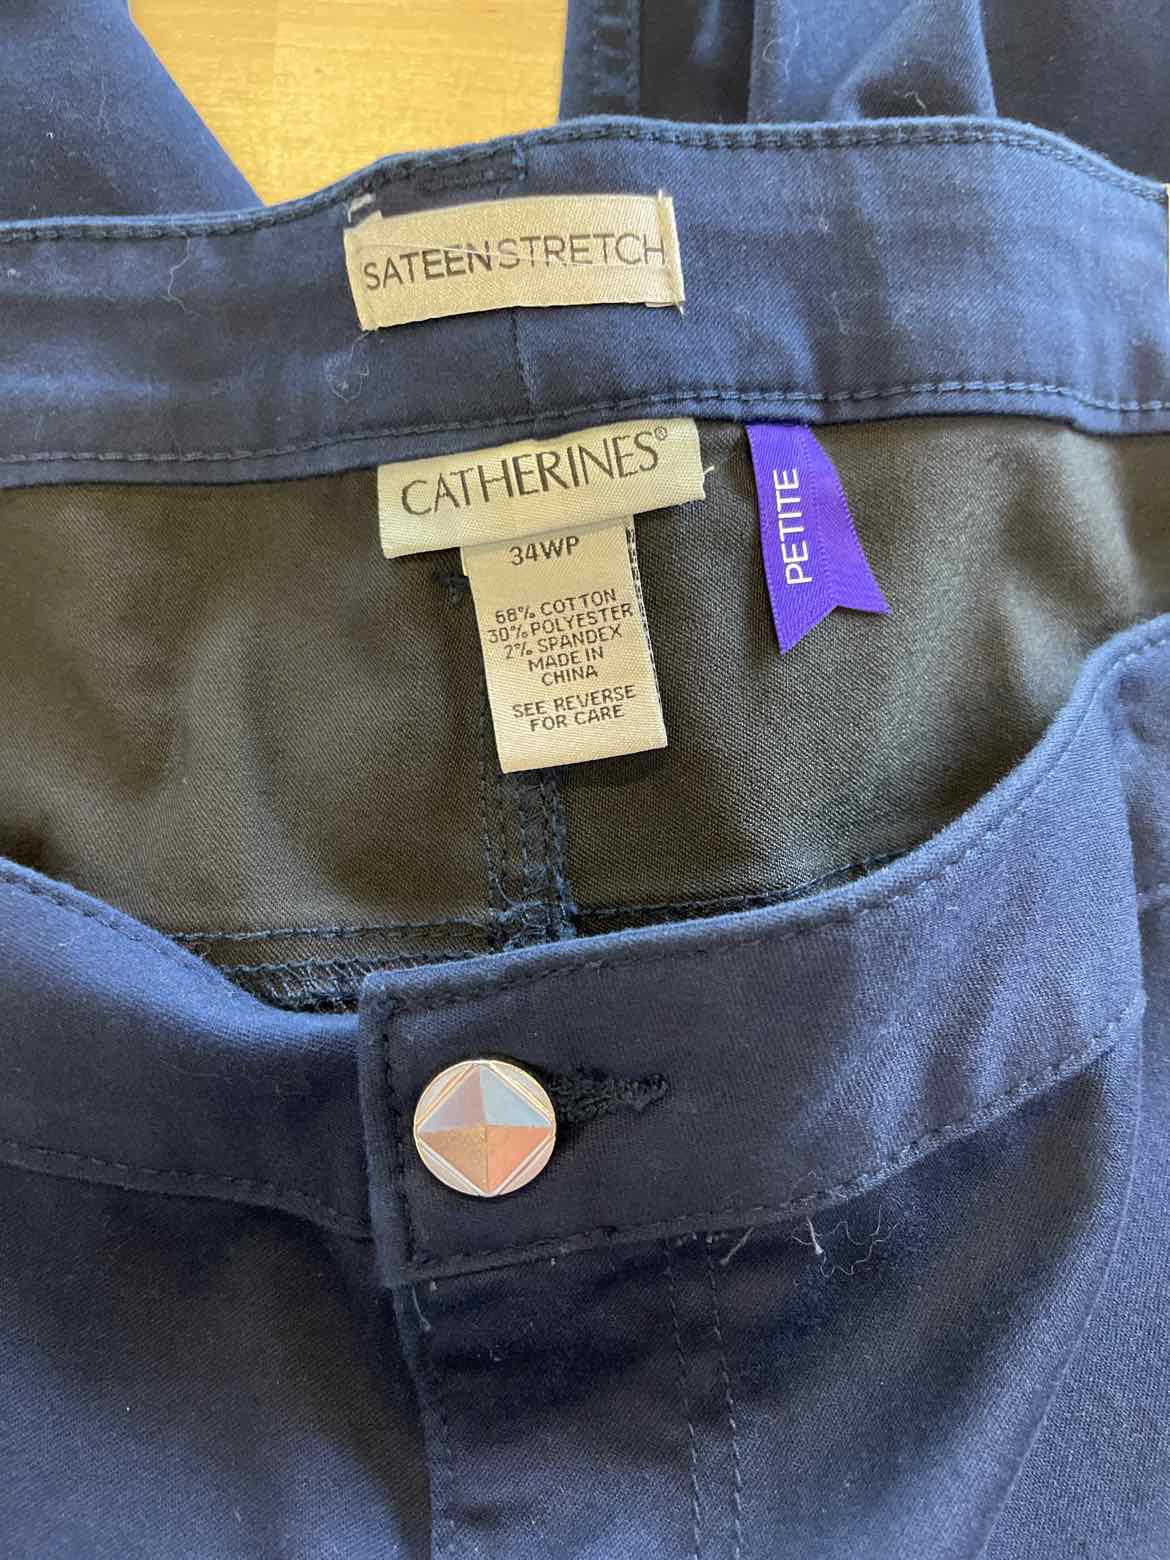 SATEENSTRETCH
CATHERINES®
34WP
68% COTTON
30% POLYESTER
2% SPANDEX
MADE IN
CHINA
SEE REVERSE
FOR CARE
PETITE